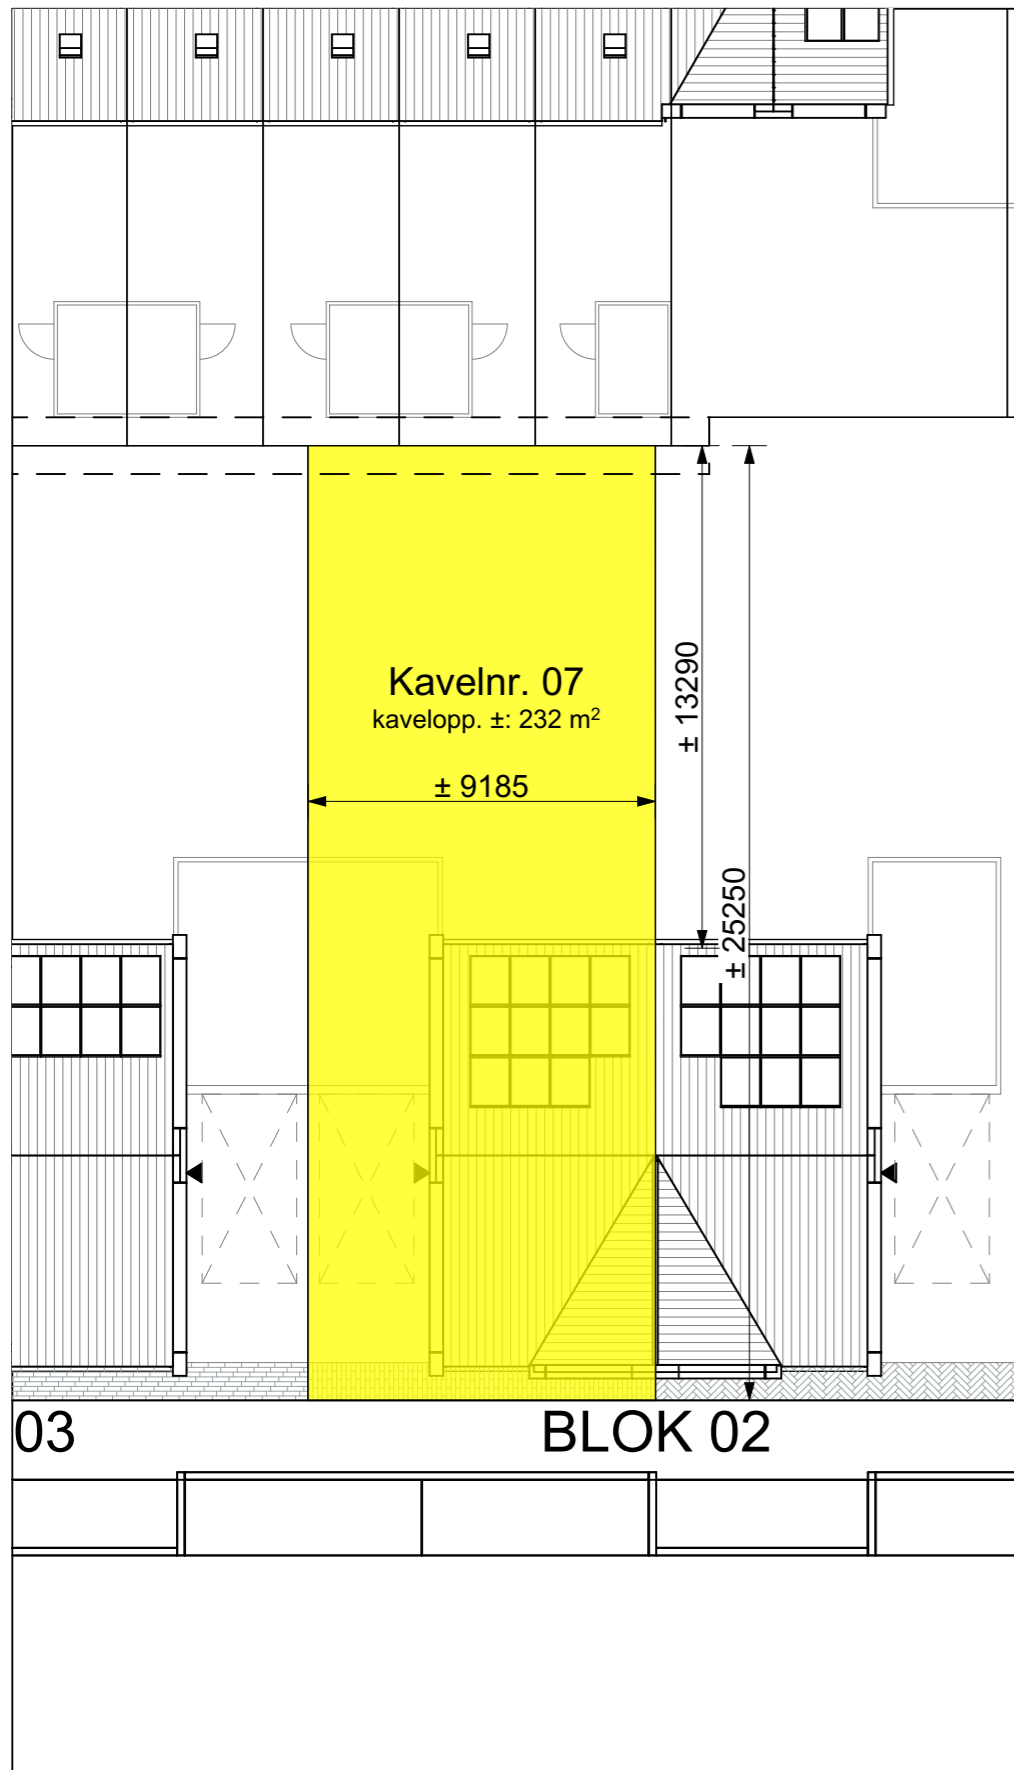 Kavelnr. 07
kavelopp. ±: 232 m²
± 9185
± 13290
± 25250
03
BLOK 02